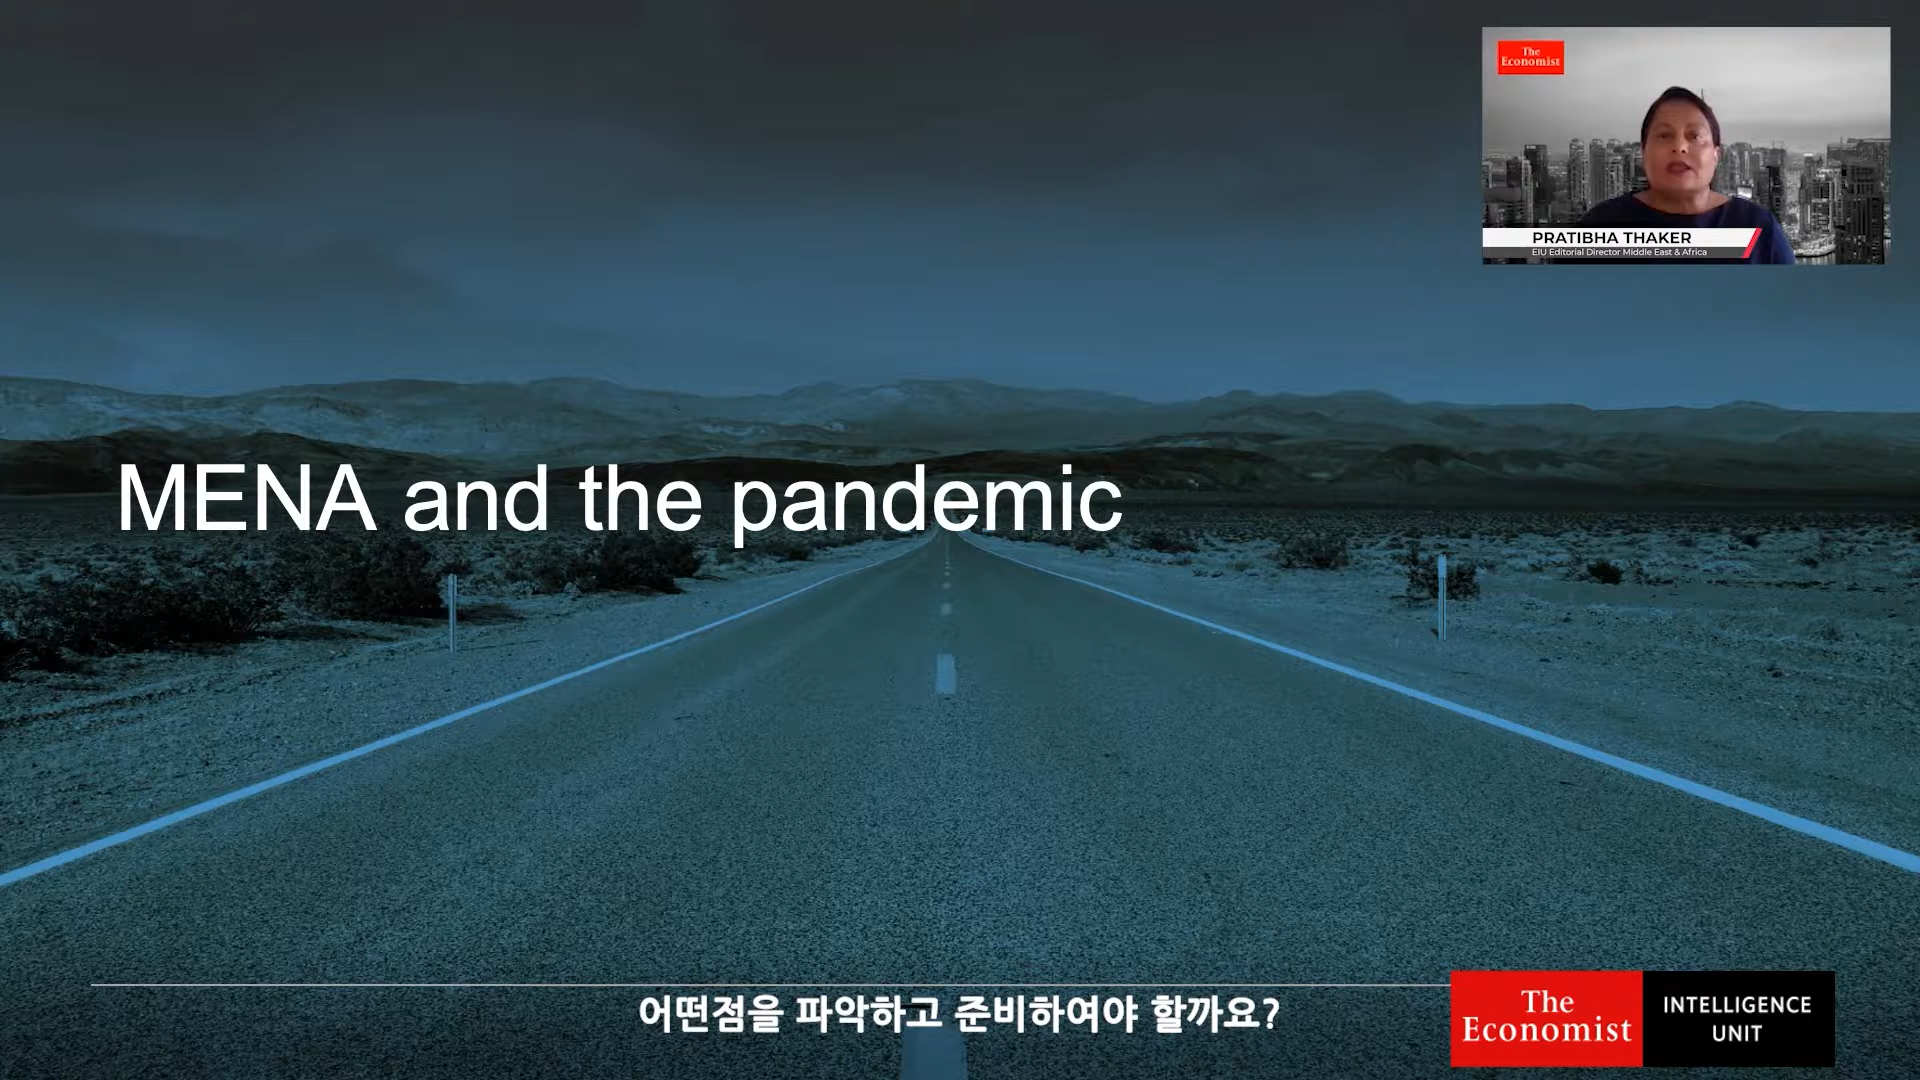 The
Economist
PRATIBHA THAKER
EIU Editorial Director Middle East & Africa
MENA and the pandemic
어떤점을 파악하고 준비하여야 할까요?
The
Economist
INTELLIGENCE
UNIT